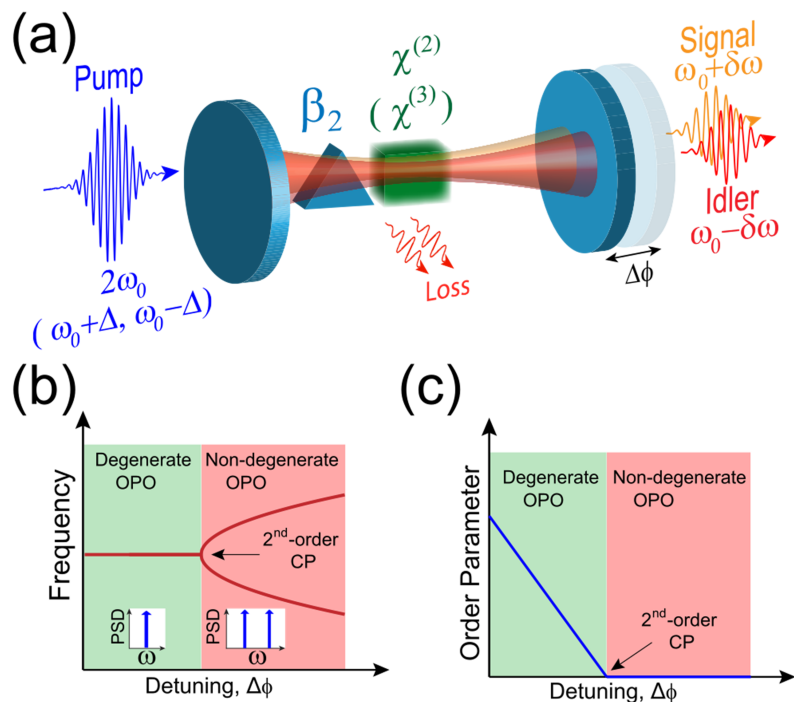 (a)
Pump
β₂
χ⁽²⁾
( χ⁽³⁾ )
Signal
ω₀+δω
Idler
ω₀−δω
Δϕ
Loss
2ω₀
( ω₀+Δ, ω₀−Δ)
(b)
Frequency
Degenerate
OPO
Non-degenerate
OPO
2ⁿᵈ-order
CP
PSD
ω
PSD
ω
Detuning, Δϕ
(c)
Order Parameter
Degenerate
OPO
Non-degenerate
OPO
2ⁿᵈ-order
CP
Detuning, Δϕ